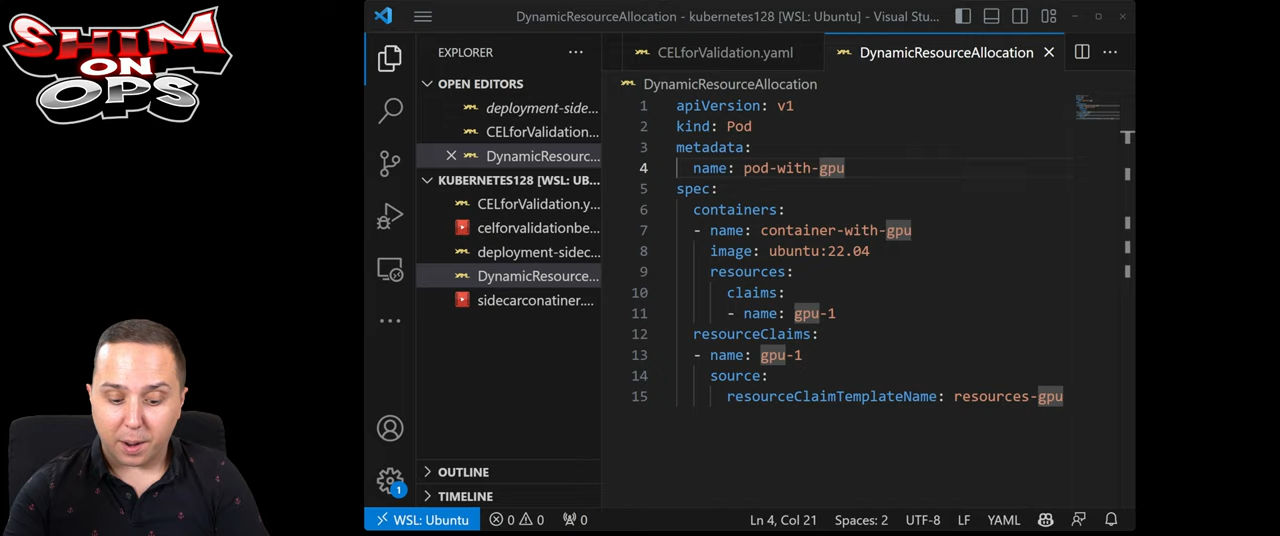 SHIM
ON
OPS
DynamicResourceAllocation - kubernetes128 [WSL: Ubuntu] - Visual Stu...
EXPLORER
CELforValidation.yaml
DynamicResourceAllocation
OPEN EDITORS
deployment-side...
CELforValidation...
DynamicResourc...
KUBERNETES128 [WSL: UB...
CELforValidation.y...
celforvalidationbe...
deployment-sidec...
DynamicResource...
sidecarconatiner....
OUTLINE
TIMELINE
DynamicResourceAllocation
1 apiVersion: v1
2 kind: Pod
3 metadata:
4 name: pod-with-gpu
5 spec:
6 containers:
7 - name: container-with-gpu
8 image: ubuntu:22.04
9 resources:
10 claims:
11 - name: gpu-1
12 resourceClaims:
13 - name: gpu-1
14 source:
15 resourceClaimTemplateName: resources-gpu
1
WSL: Ubuntu 0 0 0 Ln 4, Col 21 Spaces: 2 UTF-8 LF YAML